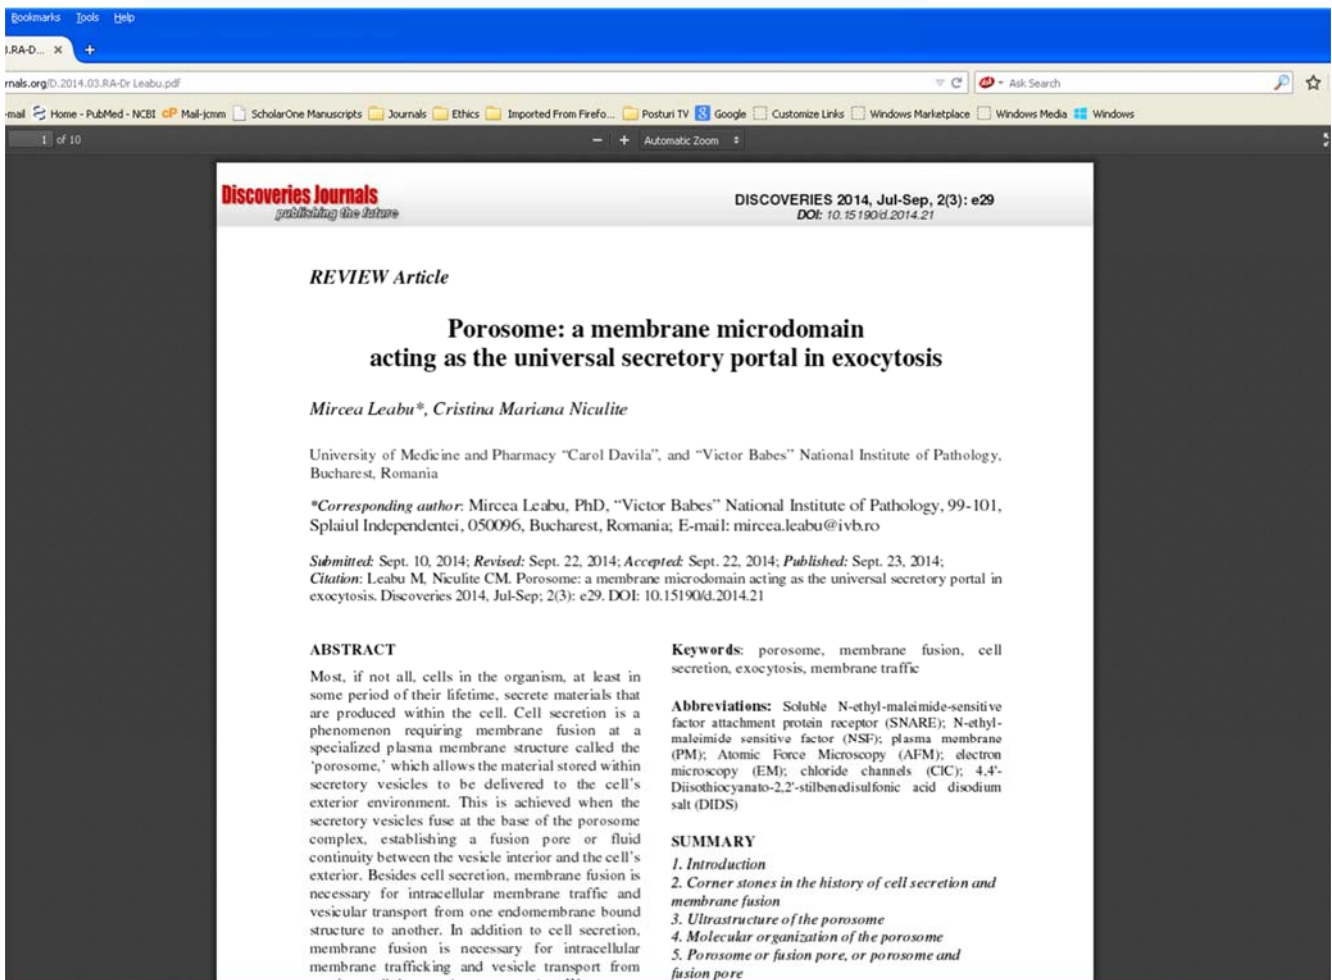 Bookmarks Tools Help
.RA-D... × +
rnals.org/D.2014.03.RA-Dr Leabu.pdf
Ask Search
-mail Home - PubMed - NCBI cP Mail-jcmm ScholarOne Manuscripts Journals Ethics Imported From Firefo... Posturi TV Google Customize Links Windows Marketplace Windows Media Windows
1 of 10
− + Automatic Zoom
Discoveries Journals
publishing the future
DISCOVERIES 2014, Jul-Sep, 2(3): e29
DOI: 10.15190/d.2014.21
REVIEW Article
Porosome: a membrane microdomain
acting as the universal secretory portal in exocytosis
Mircea Leabu*, Cristina Mariana Niculite
University of Medicine and Pharmacy “Carol Davila”, and “Victor Babes” National Institute of Pathology,
Bucharest, Romania
*Corresponding author: Mircea Leabu, PhD, “Victor Babes” National Institute of Pathology, 99-101,
Splaiul Independentei, 050096, Bucharest, Romania; E-mail: mircea.leabu@ivb.ro
Submitted: Sept. 10, 2014; Revised: Sept. 22, 2014; Accepted: Sept. 22, 2014; Published: Sept. 23, 2014;
Citation: Leabu M, Niculite CM. Porosome: a membrane microdomain acting as the universal secretory portal in
exocytosis. Discoveries 2014, Jul-Sep; 2(3): e29. DOI: 10.15190/d.2014.21
ABSTRACT
Most, if not all, cells in the organism, at least in
some period of their lifetime, secrete materials that
are produced within the cell. Cell secretion is a
phenomenon requiring membrane fusion at a
specialized plasma membrane structure called the
‘porosome,’ which allows the material stored within
secretory vesicles to be delivered to the cell’s
exterior environment. This is achieved when the
secretory vesicles fuse at the base of the porosome
complex, establishing a fusion pore or fluid
continuity between the vesicle interior and the cell’s
exterior. Besides cell secretion, membrane fusion is
necessary for intracellular membrane traffic and
vesicular transport from one endomembrane bound
structure to another. In addition to cell secretion,
membrane fusion is necessary for intracellular
membrane trafficking and vesicle transport from
Keywords: porosome, membrane fusion, cell
secretion, exocytosis, membrane traffic
Abbreviations: Soluble N-ethyl-maleimide-sensitive
factor attachment protein receptor (SNARE); N-ethyl-
maleimide sensitive factor (NSF); plasma membrane
(PM); Atomic Force Microscopy (AFM); electron
microscopy (EM); chloride channels (ClC); 4,4'-
Diisothiocyanato-2,2'-stilbenedisulfonic acid disodium
salt (DIDS)
SUMMARY
1. Introduction
2. Corner stones in the history of cell secretion and
membrane fusion
3. Ultrastructure of the porosome
4. Molecular organization of the porosome
5. Porosome or fusion pore, or porosome and
fusion pore